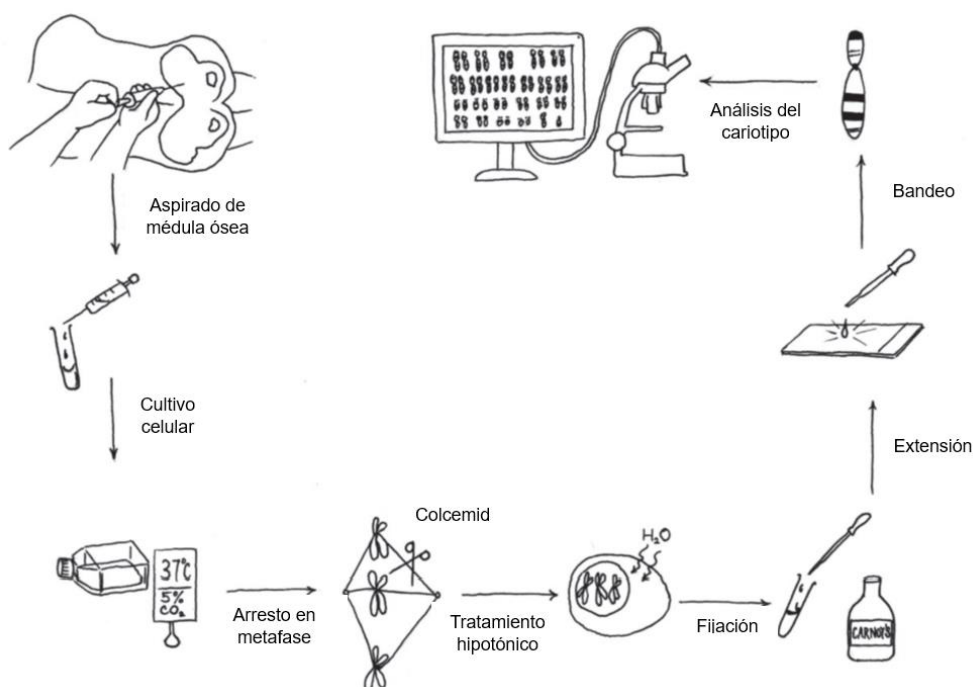 Aspirado de
médula ósea
Cultivo
celular
37°C
5%
CO₂
Arresto en
metafase
Colcemid
Tratamiento
hipotónico
H₂O
Fijación
CARNOY'S
Extensión
Bandeo
Análisis del
cariotipo